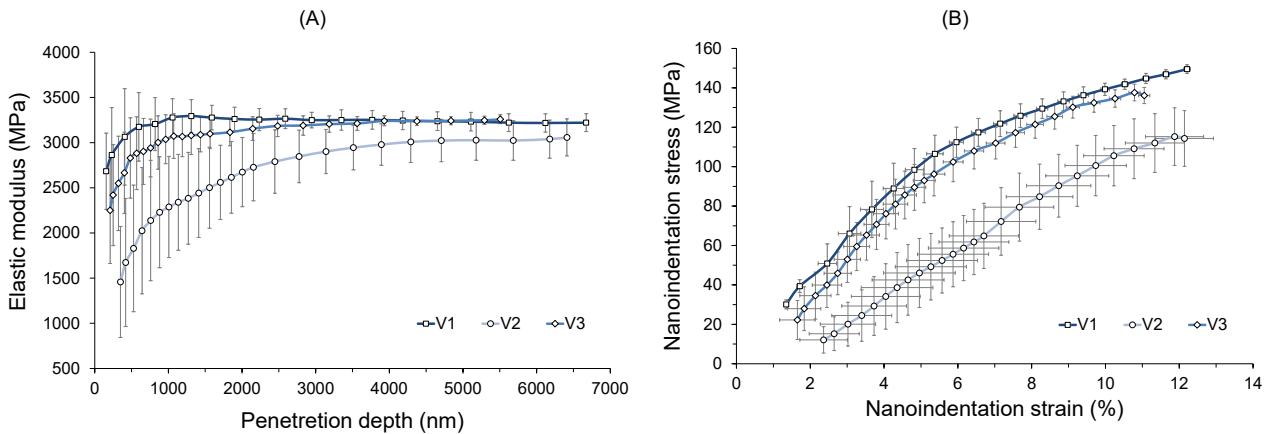 (A)
Elastic modulus (MPa)
4000
3500
3000
2500
2000
1500
1000
500
V1 V2 V3
0 1000 2000 3000 4000 5000 6000 7000
Penetretion depth (nm)
(B)
Nanoindentation stress (MPa)
160
140
120
100
80
60
40
20
0
V1 V2 V3
0 2 4 6 8 10 12 14
Nanoindentation strain (%)